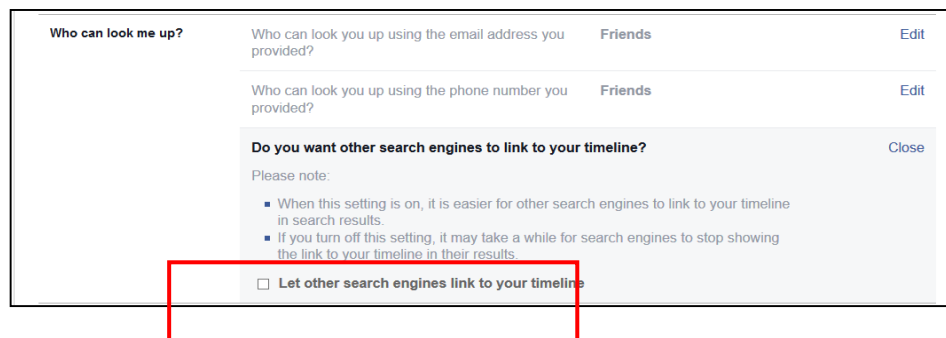 Who can look me up?
Who can look you up using the email address you
provided?
Friends
Edit
Who can look you up using the phone number you
provided?
Friends
Edit
Do you want other search engines to link to your timeline?
Close
Please note:
When this setting is on, it is easier for other search engines to link to your timeline
in search results.
If you turn off this setting, it may take a while for search engines to stop showing
the link to your timeline in their results.
Let other search engines link to your timeline